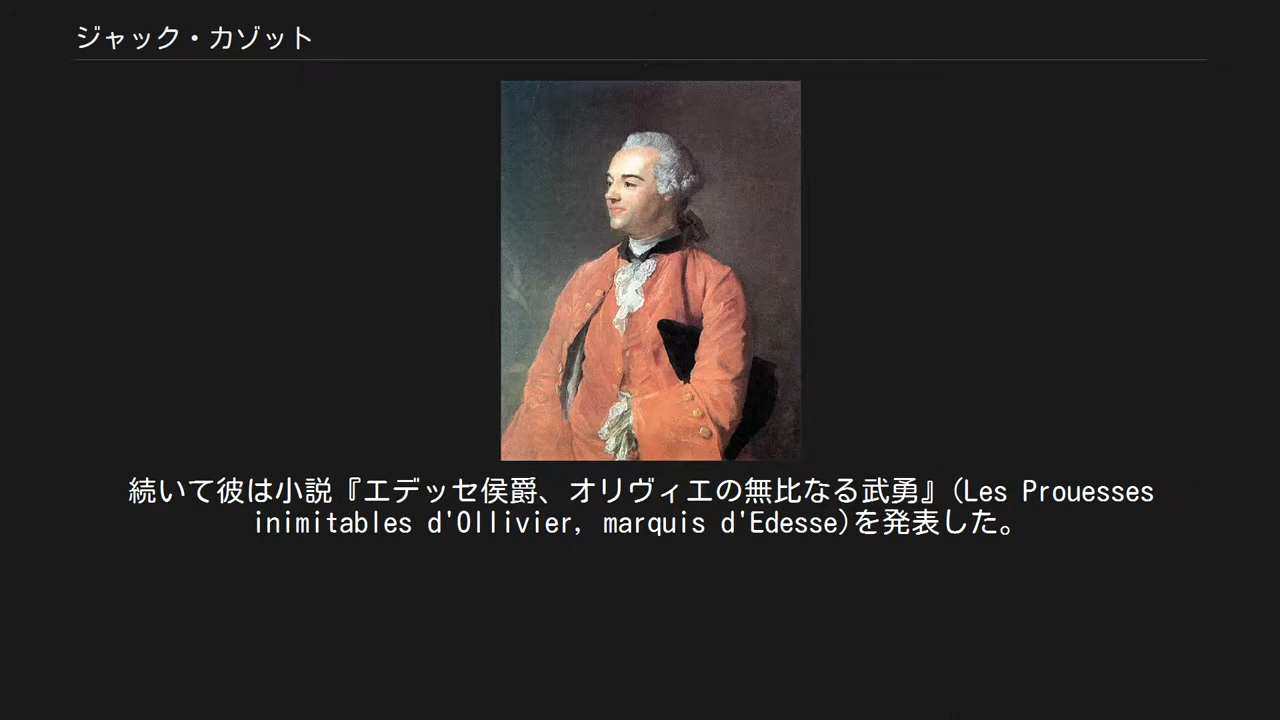 ジャック・カゾット
続いて彼は小説『エデッセ侯爵、オリヴィエの無比なる武勇』(Les Prouesses
inimitables d'Ollivier, marquis d'Edesse)を発表した。